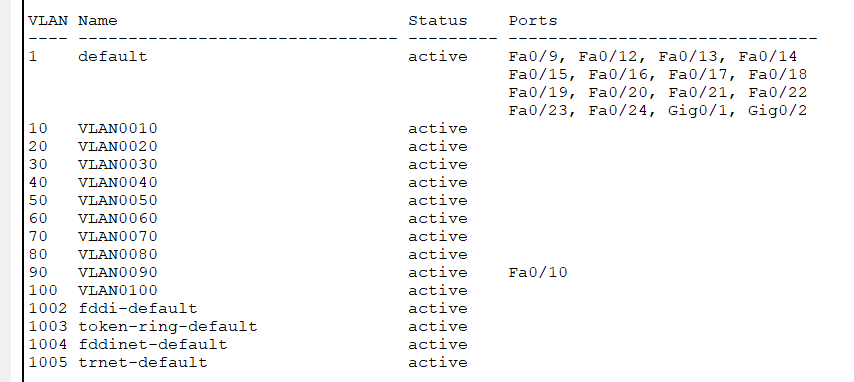 VLAN Name                             Status    Ports
---- -------------------------------- --------- -------------------------------
1    default                          active    Fa0/9, Fa0/12, Fa0/13, Fa0/14
                                                Fa0/15, Fa0/16, Fa0/17, Fa0/18
                                                Fa0/19, Fa0/20, Fa0/21, Fa0/22
                                                Fa0/23, Fa0/24, Gig0/1, Gig0/2
10   VLAN0010                         active
20   VLAN0020                         active
30   VLAN0030                         active
40   VLAN0040                         active
50   VLAN0050                         active
60   VLAN0060                         active
70   VLAN0070                         active
80   VLAN0080                         active
90   VLAN0090                         active    Fa0/10
100  VLAN0100                         active
1002 fddi-default                     active
1003 token-ring-default               active
1004 fddinet-default                  active
1005 trnet-default                    active